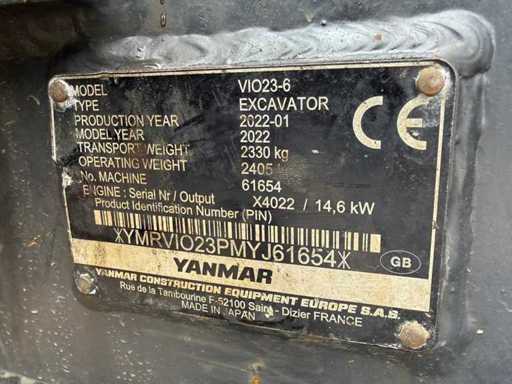 MODEL VIO23-6
TYPE EXCAVATOR
PRODUCTION YEAR 2022-01
MODEL YEAR 2022
TRANSPORT WEIGHT 2330 kg
OPERATING WEIGHT 2405
No. MACHINE 61654
ENGINE : Serial Nr / Output X4022 / 14,6 kW
Product Identification Number (PIN)
*YMRVIO23PMYJ61654*
CE
GB
YANMAR
YANMAR CONSTRUCTION EQUIPMENT EUROPE S.A.S.
Rue de la Tambourine F-52100 Saint - Dizier FRANCE
MADE IN JAPAN